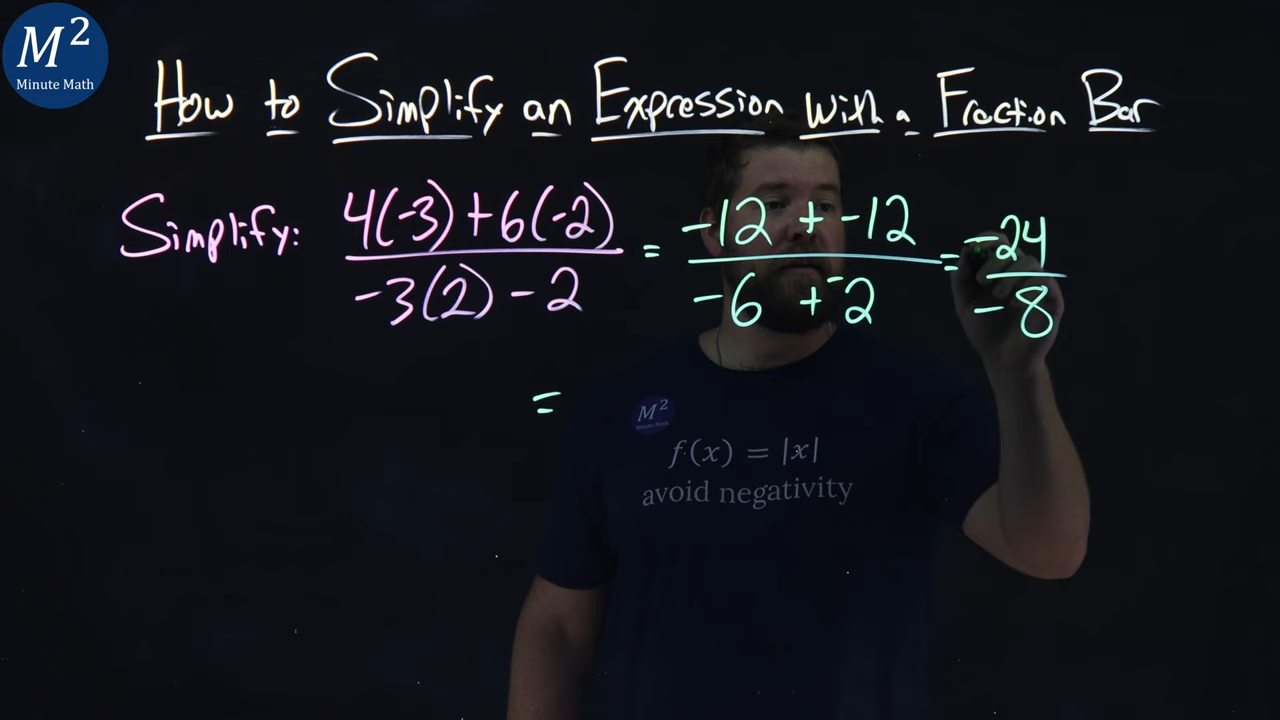 M²
Minute Math
How to Simplify an Expression with a Fraction Bar
Simplify: 4(-3)+6(-2) / -3(2) - 2 = -12 + -12 / -6 + -2 = -24 / -8
=
M²
Minute Math
f(x) = |x|
avoid negativity